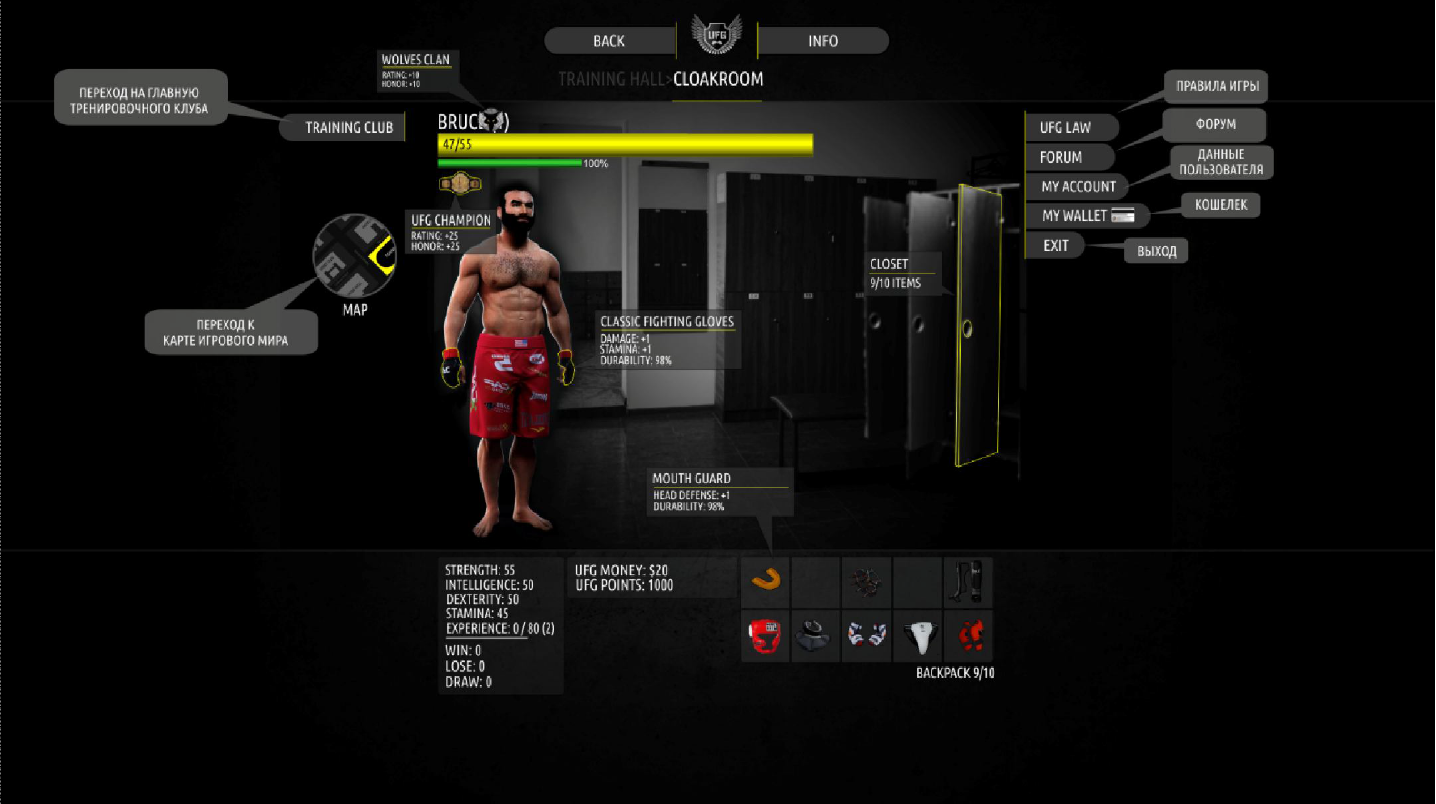 BACK
UFG
INFO
TRAINING HALL>CLOAKROOM
WOLVES CLAN
RATING: +10
HONOR: +10
ПЕРЕХОД НА ГЛАВНУЮ
ТРЕНИРОВОЧНОГО КЛУБА
TRAINING CLUB
47/55
100%
UFG CHAMPION
RATING: +25
HONOR: +25
MAP
ПЕРЕХОД К
КАРТЕ ИГРОВОГО МИРА
CLASSIC FIGHTING GLOVES
DAMAGE: +1
STAMINA: +1
DURABILITY: 98%
CLOSET
9/10 ITEMS
UFG LAW
FORUM
MY ACCOUNT
MY WALLET
EXIT
ПРАВИЛА ИГРЫ
ФОРУМ
ДАННЫЕ
ПОЛЬЗОВАТЕЛЯ
КОШЕЛЕК
ВЫХОД
MOUTH GUARD
HEAD DEFENSE: +1
DURABILITY: 98%
STRENGTH: 55
INTELLIGENCE: 50
DEXTERITY: 50
STAMINA: 45
EXPERIENCE: 0 / 80 (2)
WIN: 0
LOSE: 0
DRAW: 0
UFG MONEY: $20
UFG POINTS: 1000
BACKPACK 9/10